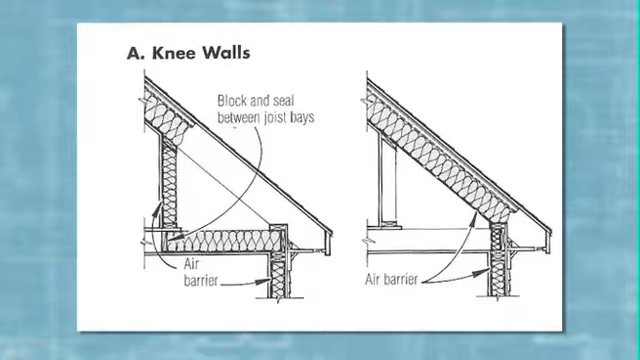 A. Knee Walls
Block and seal
between joist bays
Air
barrier
Air barrier